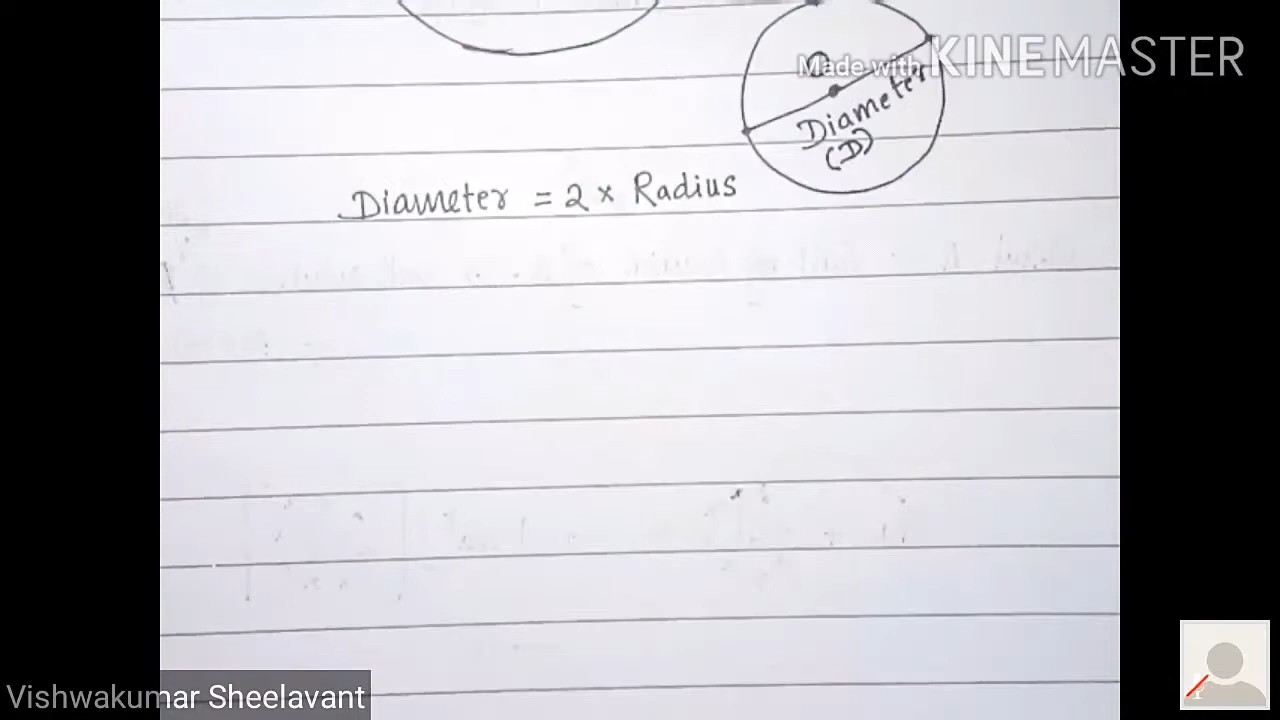 Made with KINEMASTER
O
Diameter
(D)
Diameter = 2 × Radius
Vishwakumar Sheelavant